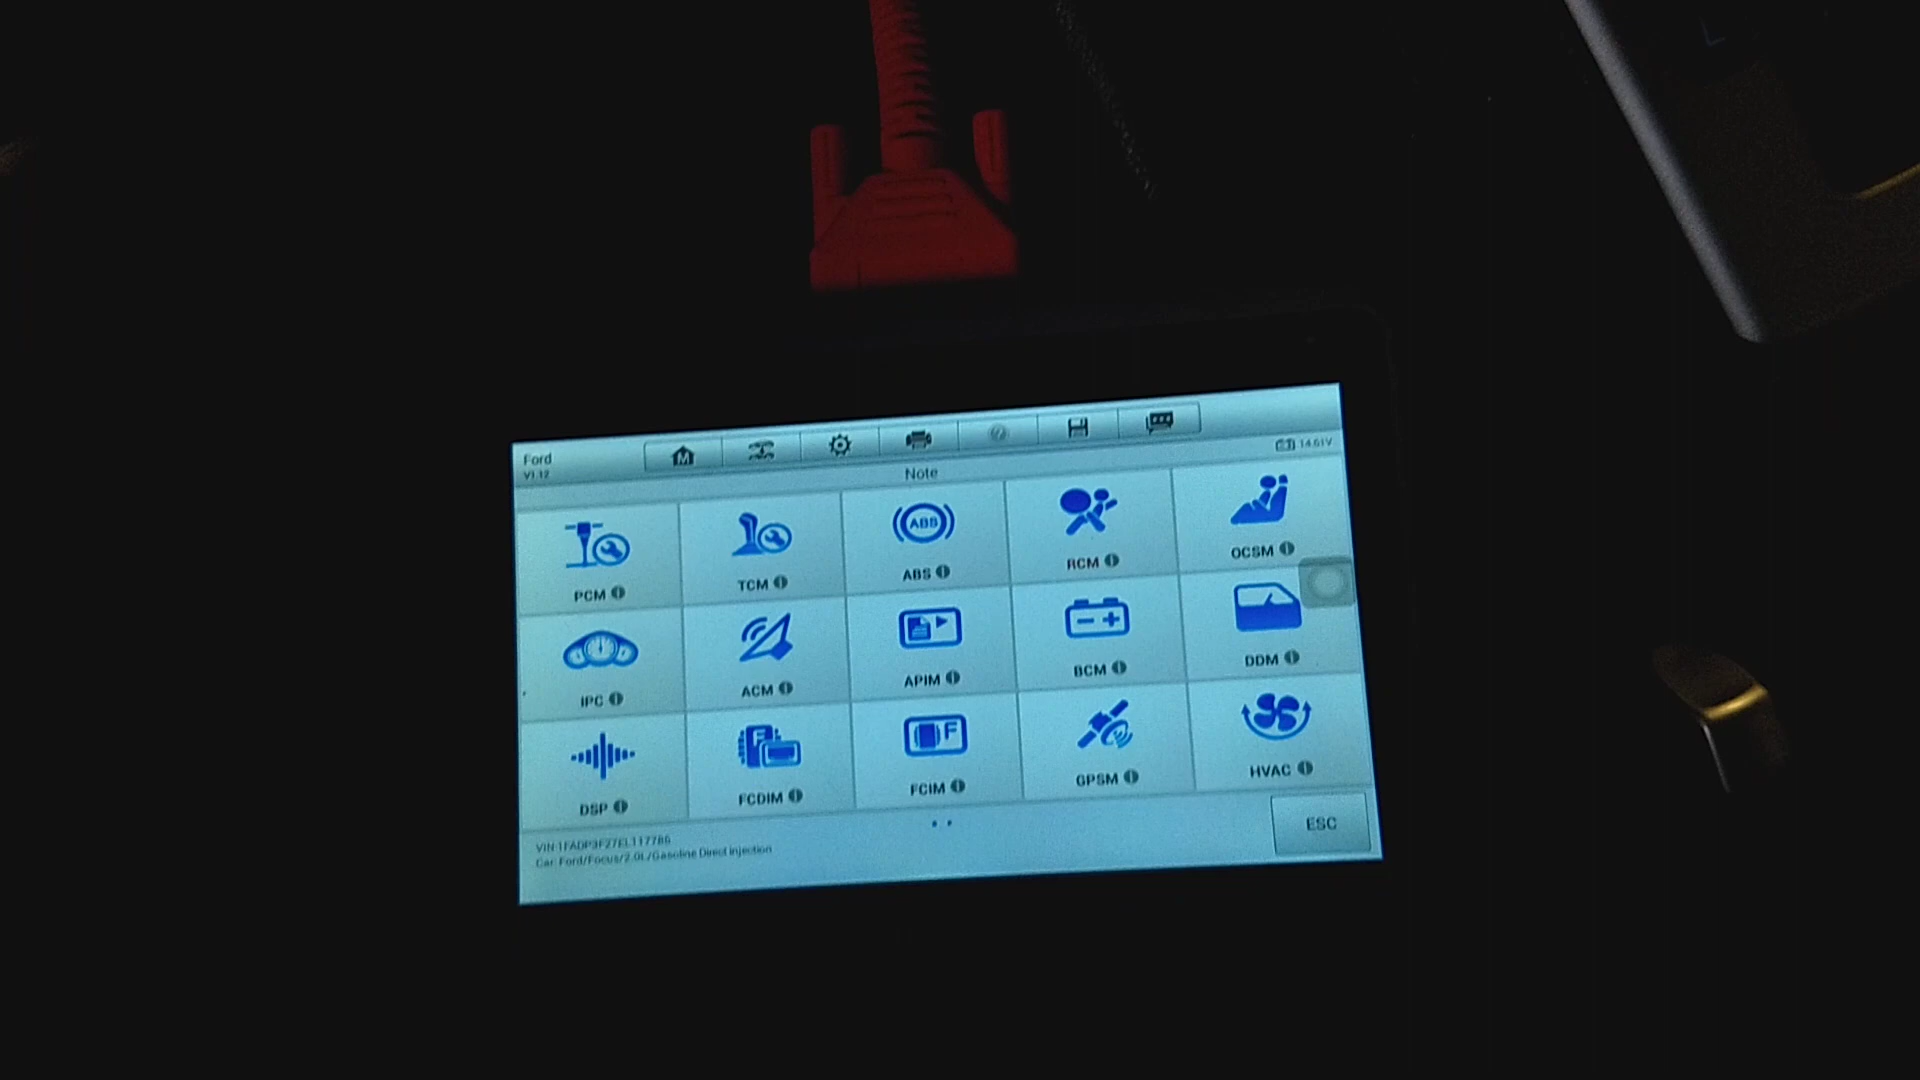 Ford
V1.12
14.61V
Note
PCM
TCM
ABS
ABS
RCM
OCSM
IPC
ACM
APIM
BCM
DDM
DSP
F
FCDIM
F
FCIM
GPSM
HVAC
ESC
Car: Ford/Focus/2.0L/Gasoline Direct Injection